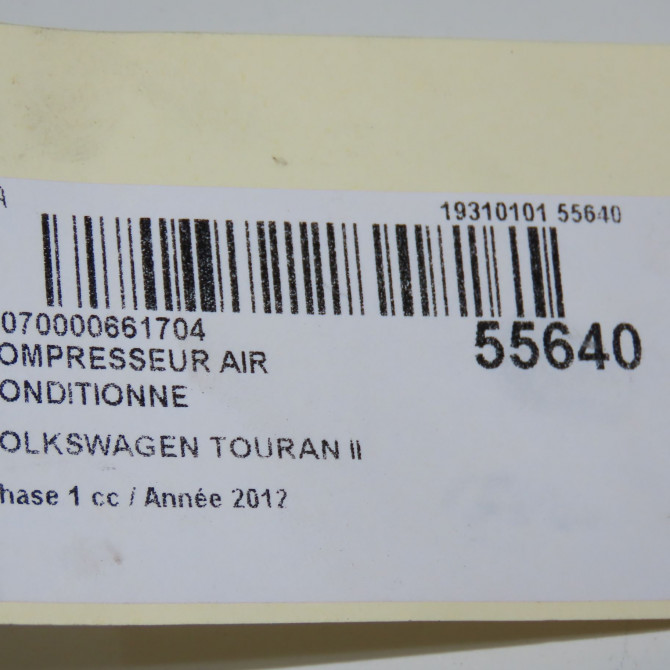 19310101 55640
070000661704
55640
OMPRESSEUR AIR
ONDITIONNE
OLKSWAGEN TOURAN II
hase 1 cc / Année 2012